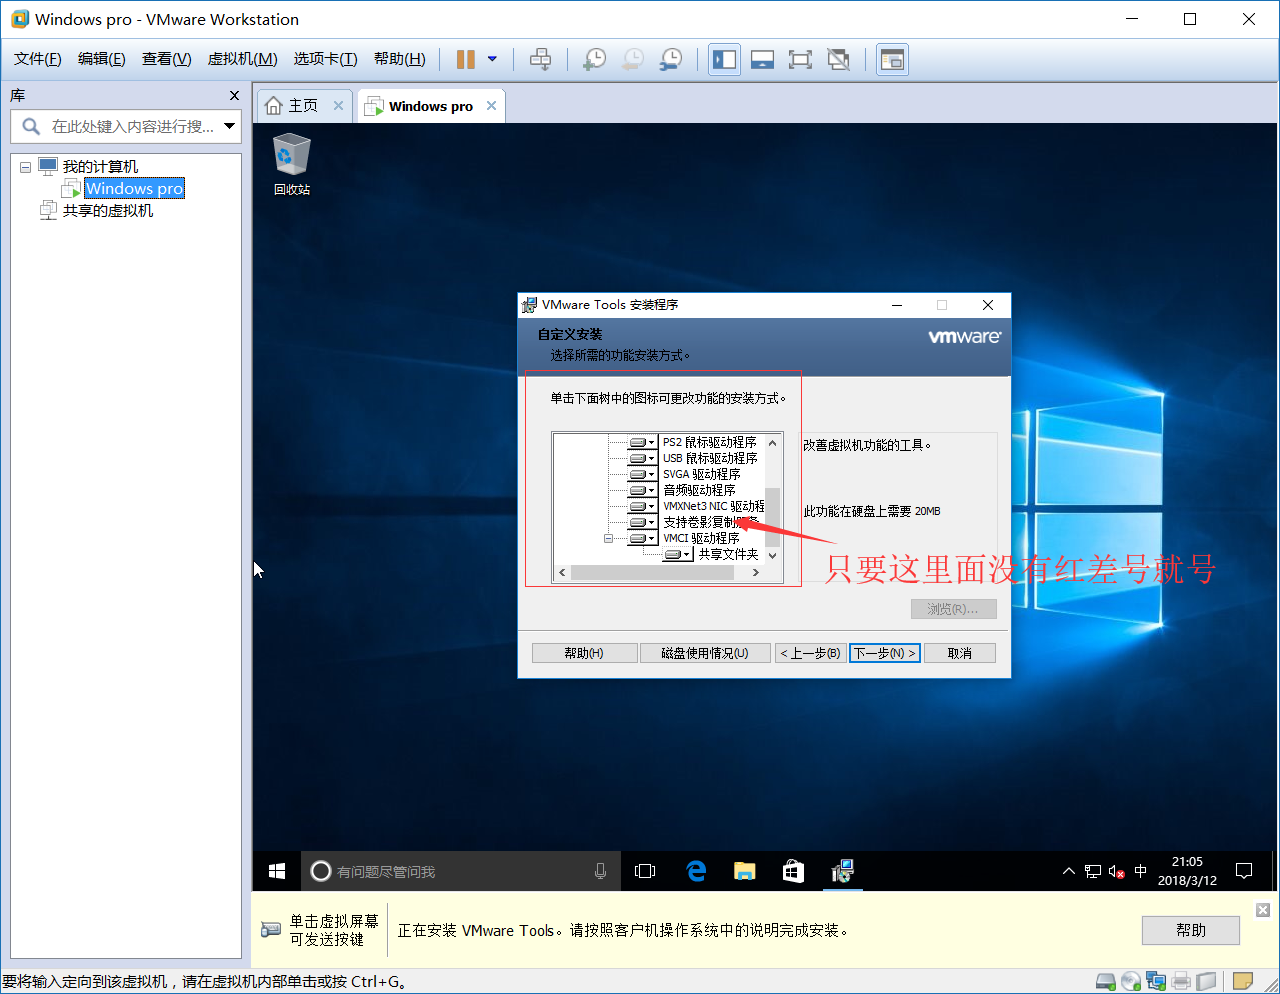 Windows pro - VMware Workstation
文件(F) 编辑(E) 查看(V) 虚拟机(M) 选项卡(T) 帮助(H)
库
在此处键入内容进行搜...
我的计算机
Windows pro
共享的虚拟机
主页
Windows pro
回收站
VMware Tools 安装程序
自定义安装
选择所需的功能安装方式。
vmware
单击下面树中的图标可更改功能的安装方式。
PS2 鼠标驱动程序
USB 鼠标驱动程序
SVGA 驱动程序
音频驱动程序
VMXNet3 NIC 驱动程
支持卷影复制服务
VMCI 驱动程序
共享文件夹
改善虚拟机功能的工具。
此功能在硬盘上需要 20MB
只要这里面没有红差号就号
浏览(R)...
帮助(H)
磁盘使用情况(U)
< 上一步(B)
下一步(N) >
取消
有问题尽管问我
中
21:05
2018/3/12
单击虚拟屏幕
可发送按键
正在安装 VMware Tools。请按照客户机操作系统中的说明完成安装。
帮助
要将输入定向到该虚拟机，请在虚拟机内部单击或按 Ctrl+G。